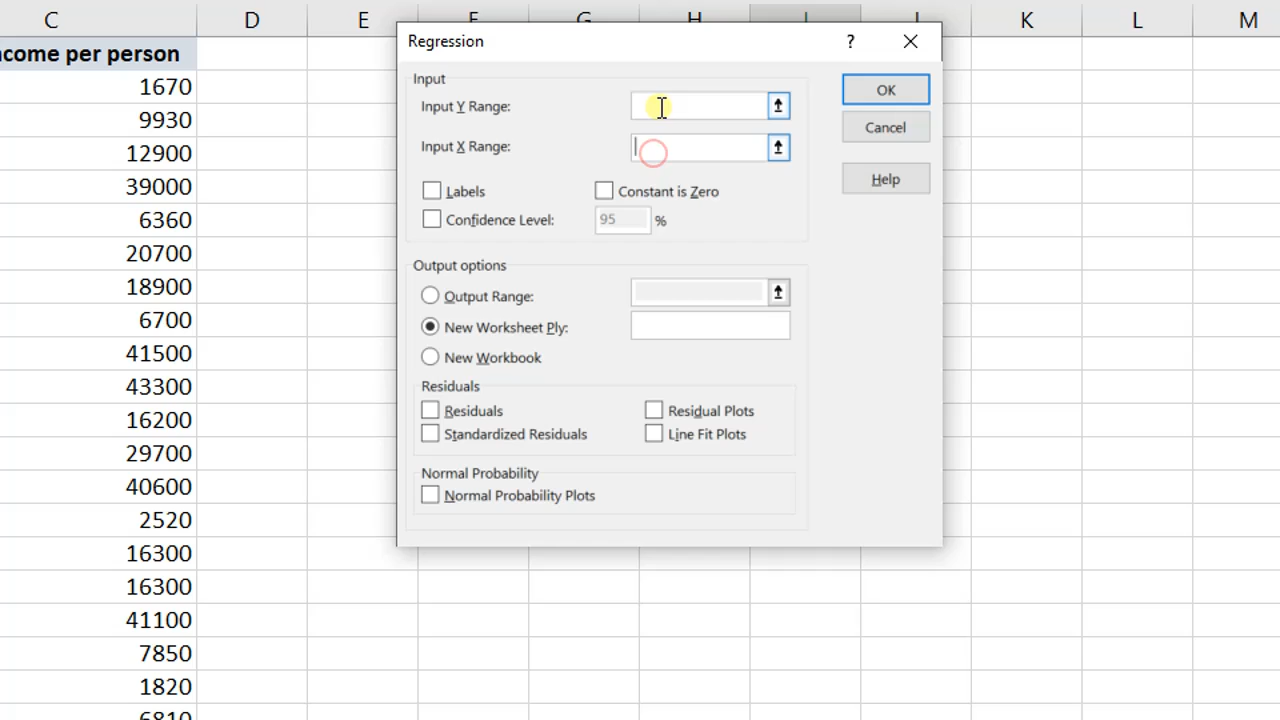 C D E F G H I J K L M
ncome per person
1670
9930
12900
39000
6360
20700
18900
6700
41500
43300
16200
29700
40600
2520
16300
16300
41100
7850
1820
6810
Regression ?
Input
Input Y Range:
Input X Range:
Labels Constant is Zero
Confidence Level: 95 %
Output options
Output Range:
New Worksheet Ply:
New Workbook
Residuals
Residuals Residual Plots
Standardized Residuals Line Fit Plots
Normal Probability
Normal Probability Plots
OK
Cancel
Help